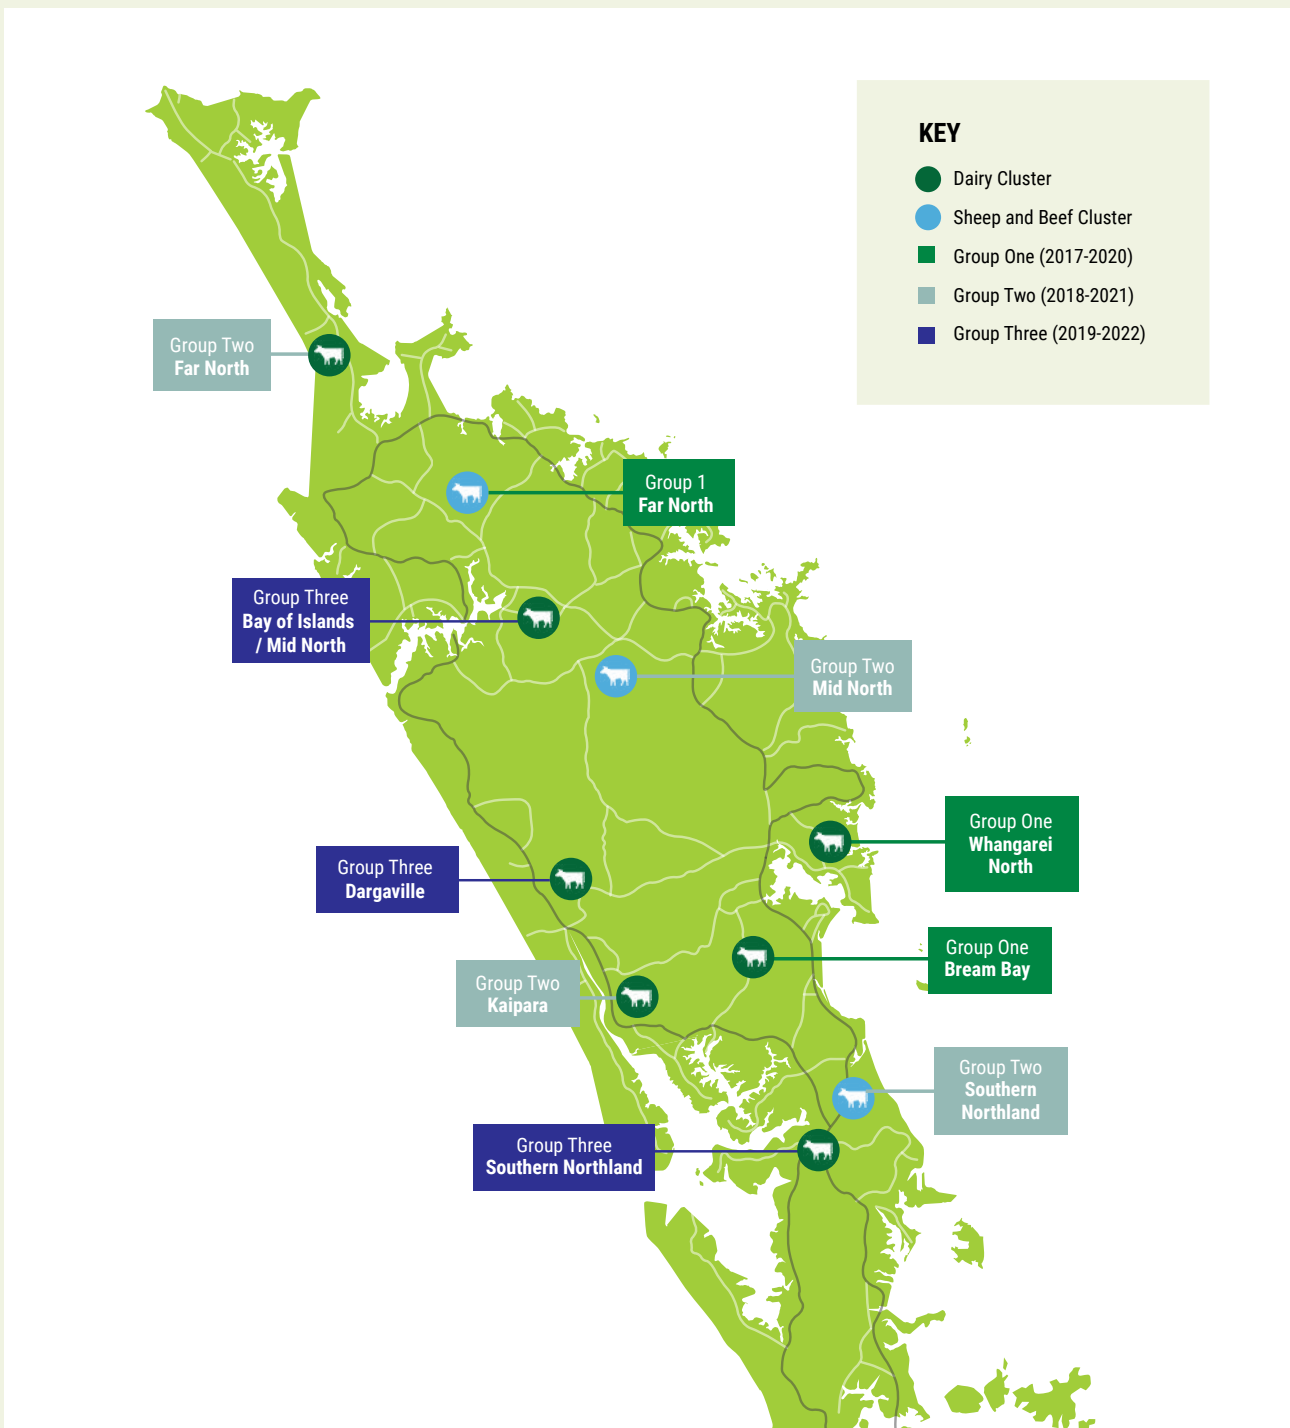 KEY
Dairy Cluster
Sheep and Beef Cluster
Group One (2017-2020)
Group Two (2018-2021)
Group Three (2019-2022)
Group Two
Far North
Group 1
Far North
Group Three
Bay of Islands
/ Mid North
Group Two
Mid North
Group One
Whangarei
North
Group Three
Dargaville
Group One
Bream Bay
Group Two
Kaipara
Group Two
Southern
Northland
Group Three
Southern Northland